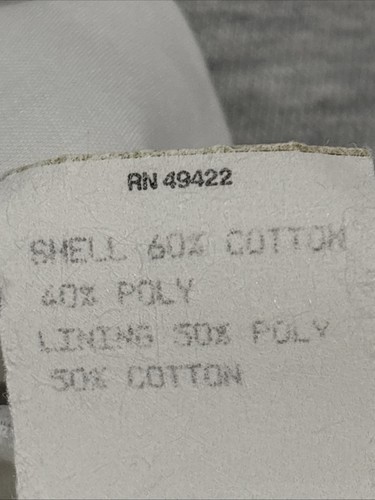 RN 49422
SHELL 60% COTTON
40% POLY
LINING 50% POLY
50% COTTON